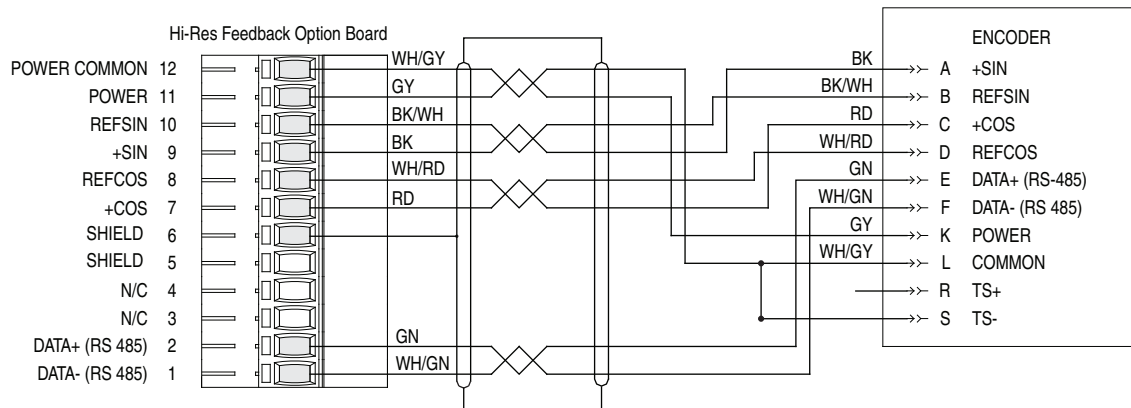 Hi-Res Feedback Option Board
POWER COMMON 12
POWER 11
REFSIN 10
+SIN 9
REFCOS 8
+COS 7
SHIELD 6
SHIELD 5
N/C 4
N/C 3
DATA+ (RS 485) 2
DATA- (RS 485) 1
WH/GY
GY
BK/WH
BK
WH/RD
RD
GN
WH/GN
ENCODER
BK A +SIN
BK/WH B REFSIN
RD C +COS
WH/RD D REFCOS
GN E DATA+ (RS-485)
WH/GN F DATA- (RS 485)
GY K POWER
WH/GY L COMMON
R TS+
S TS-